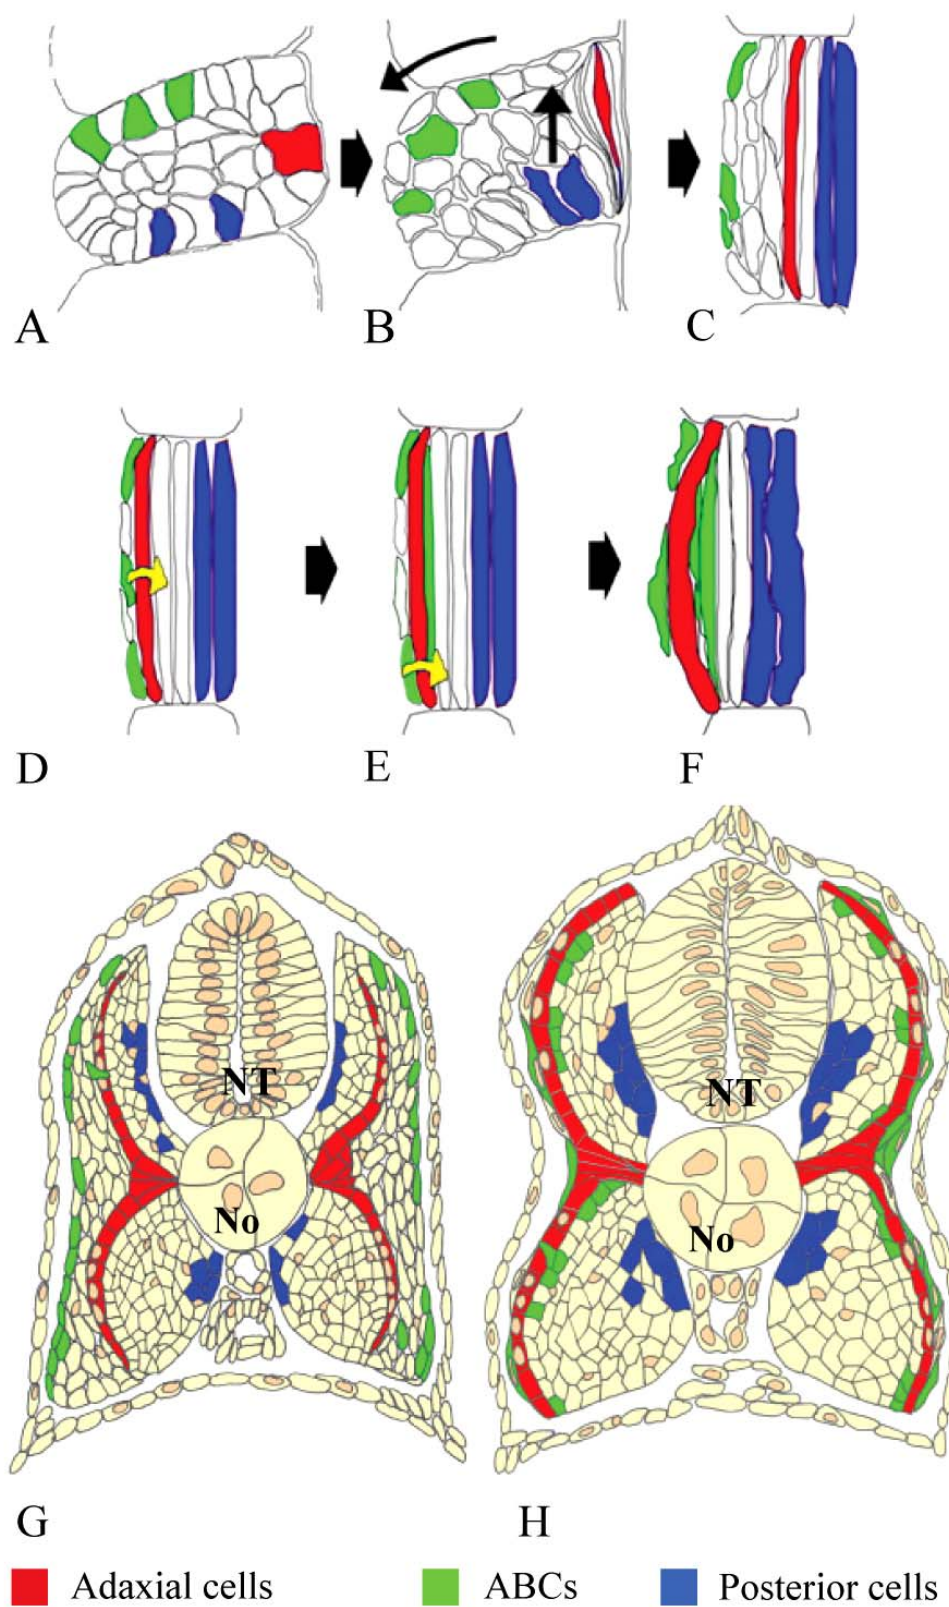 A B C
D E F
NT NT
No No
G H
Adaxial cells ABCs Posterior cells